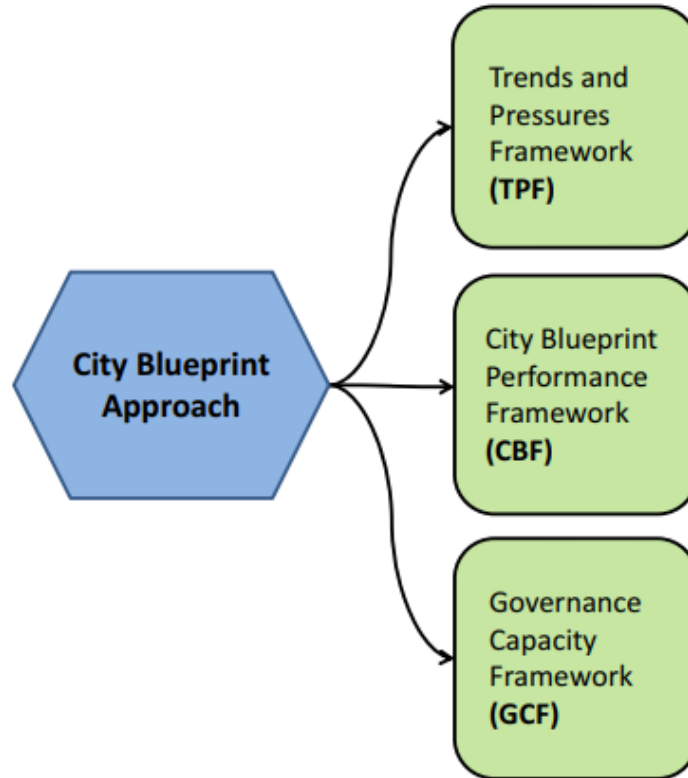 City Blueprint
Approach
Trends and
Pressures
Framework
(TPF)
City Blueprint
Performance
Framework
(CBF)
Governance
Capacity
Framework
(GCF)